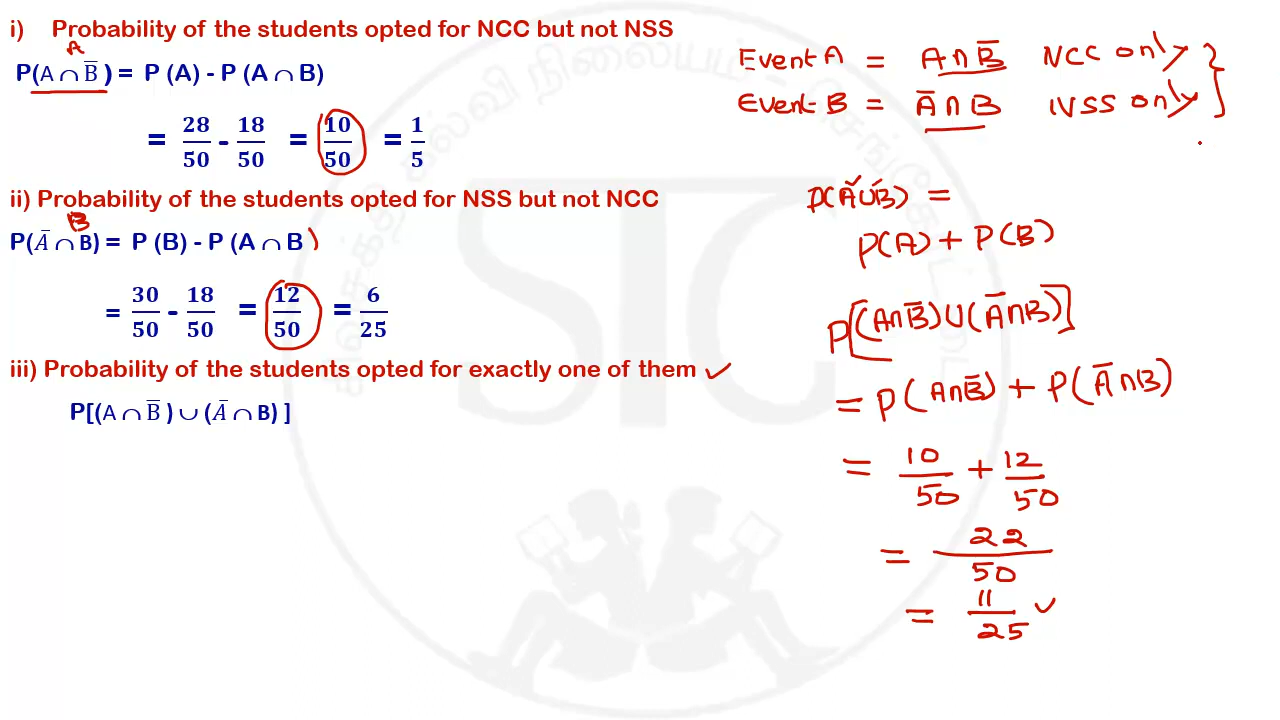 i) Probability of the students opted for NCC but not NSS
A
P(A ∩ B̅ ) = P (A) - P (A ∩ B)
= 28/50 - 18/50 = 10/50 = 1/5
ii) Probability of the students opted for NSS but not NCC
B
P(A̅ ∩ B) = P (B) - P (A ∩ B )
= 30/50 - 18/50 = 12/50 = 6/25
iii) Probability of the students opted for exactly one of them ✓
P[(A ∩ B̅ ) ∪ (A̅ ∩ B) ]
Event A = A∩B̅ NCC only
Event B = A̅∩B NSS only
P(A∪B) =
P(A) + P(B)
P[(A∩B̅)∪(A̅∩B)]
= P(A∩B̅) + P(A̅∩B)
= 10/50 + 12/50
= 22/50
= 11/25 ✓
STC